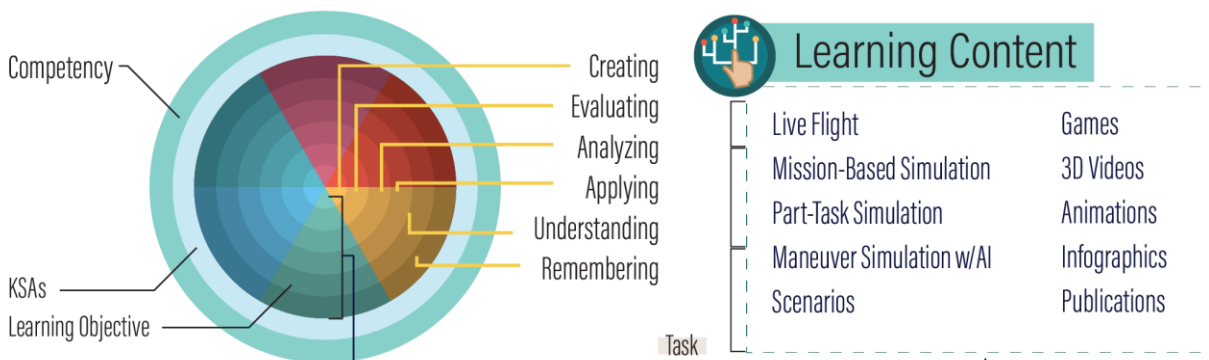 Competency
KSAs
Learning Objective
Creating
Evaluating
Analyzing
Applying
Understanding
Remembering
Learning Content
Live Flight
Mission-Based Simulation
Part-Task Simulation
Maneuver Simulation w/AI
Scenarios
Games
3D Videos
Animations
Infographics
Publications
Task